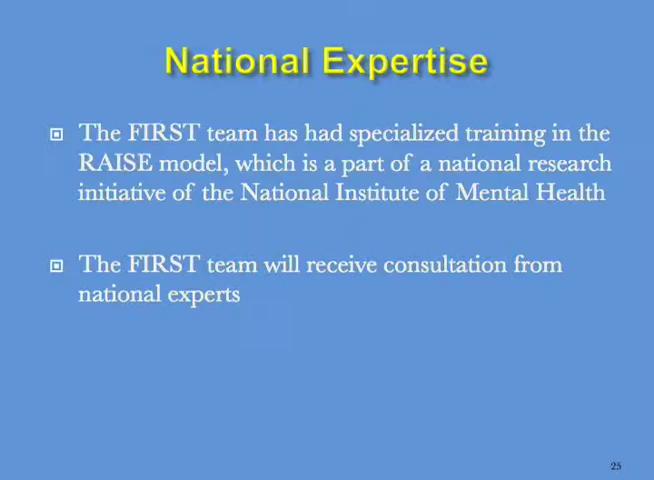 National Expertise
The FIRST team has had specialized training in the
RAISE model, which is a part of a national research
initiative of the National Institute of Mental Health
The FIRST team will receive consultation from
national experts
25